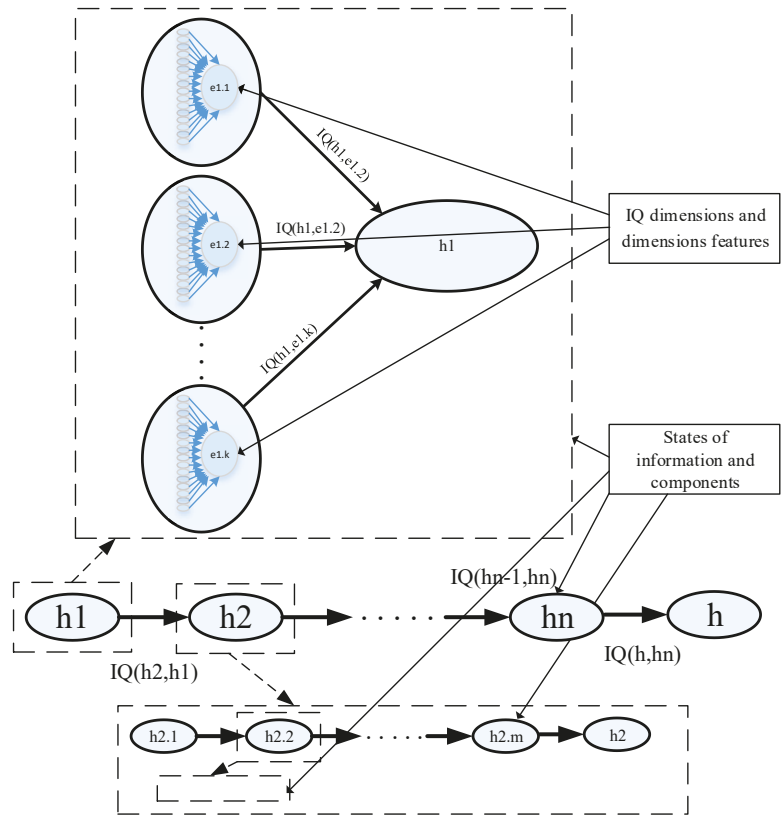 e1.1
IQ(h1,e1.2)
e1.2
IQ(h1,e1.2)
h1
IQ dimensions and
dimensions features
IQ(h1,e1.k)
e1.k
States of
information and
components
IQ(hn-1,hn)
h1
h2
hn
h
IQ(h2,h1)
IQ(h,hn)
h2.1
h2.2
h2.m
h2